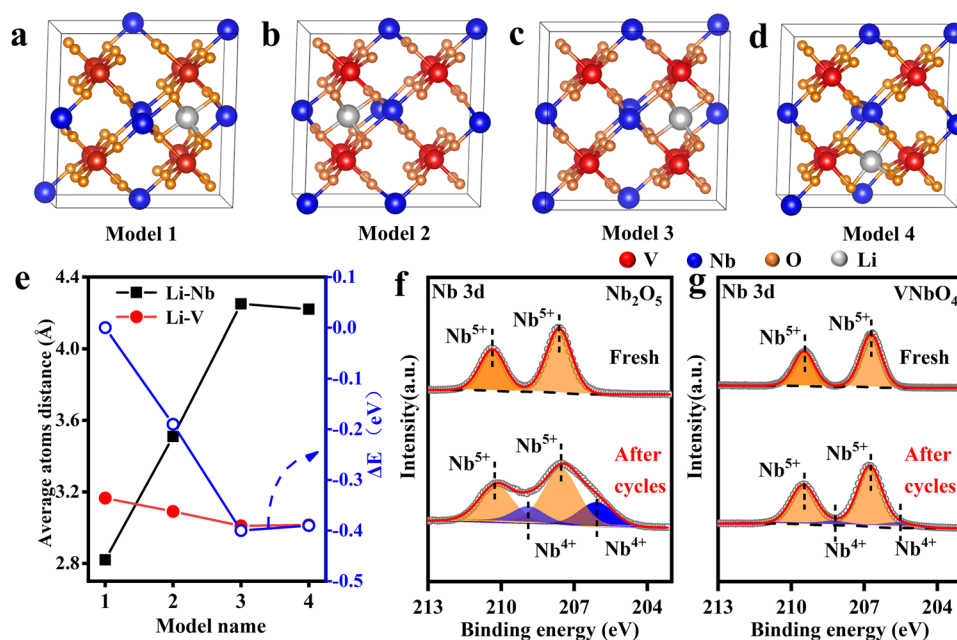 a
b
c
d
Model 1
Model 2
Model 3
Model 4
V
Nb
O
Li
e
4.4
4.0
3.6
3.2
2.8
Average atoms distance (Å)
Li-Nb
Li-V
0.1
0.0
-0.1
-0.2
-0.3
-0.4
-0.5
ΔE (eV)
1
2
3
4
Model name
f
Nb 3d
Nb₂O₅
Nb⁵⁺
Nb⁵⁺
Fresh
Nb⁵⁺
Nb⁵⁺
After
cycles
Nb⁴⁺
Nb⁴⁺
Intensity(a.u.)
213
210
207
204
Binding energy (eV)
g
Nb 3d
VNbO₄
Nb⁵⁺
Nb⁵⁺
Fresh
Nb⁵⁺
Nb⁵⁺
After
cycles
Nb⁴⁺
Nb⁴⁺
Intensity(a.u.)
213
210
207
204
Binding energy (eV)